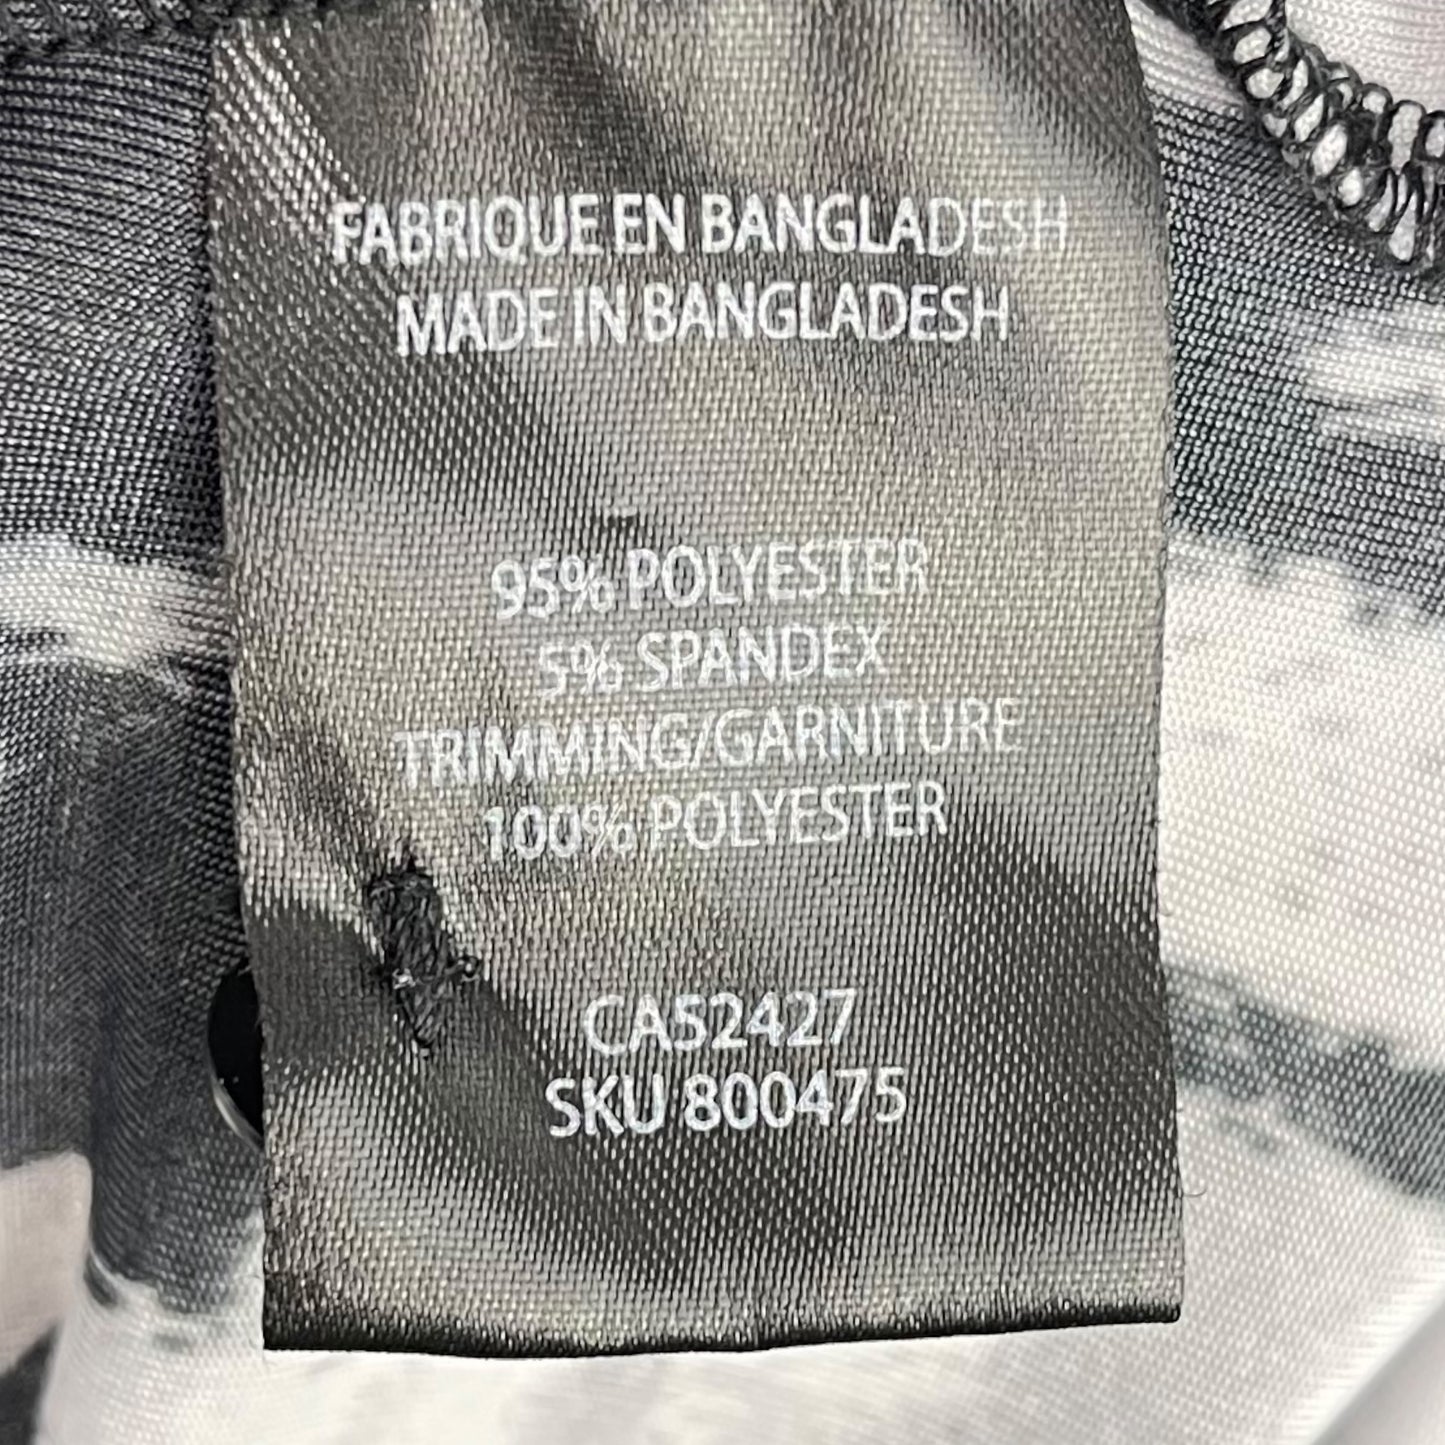 FABRIQUE EN BANGLADESH
MADE IN BANGLADESH
95% POLYESTER
5% SPANDEX
TRIMMING/GARNITURE
100% POLYESTER
CA52427
SKU 800475